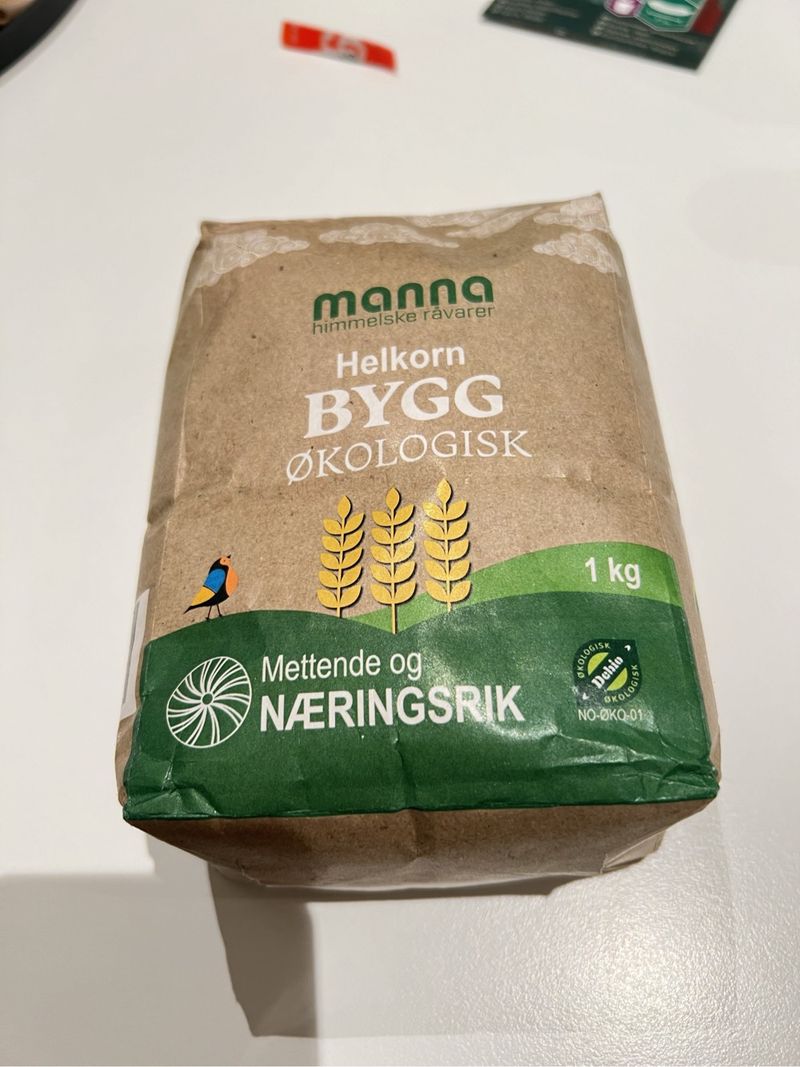 manna
himmelske råvarer
Helkorn
BYGG
ØKOLOGISK
1 kg
Mettende og
NÆRINGSRIK
ØKOLOGISK
Debio
ØKOLOGISK
NO-ØKO-01